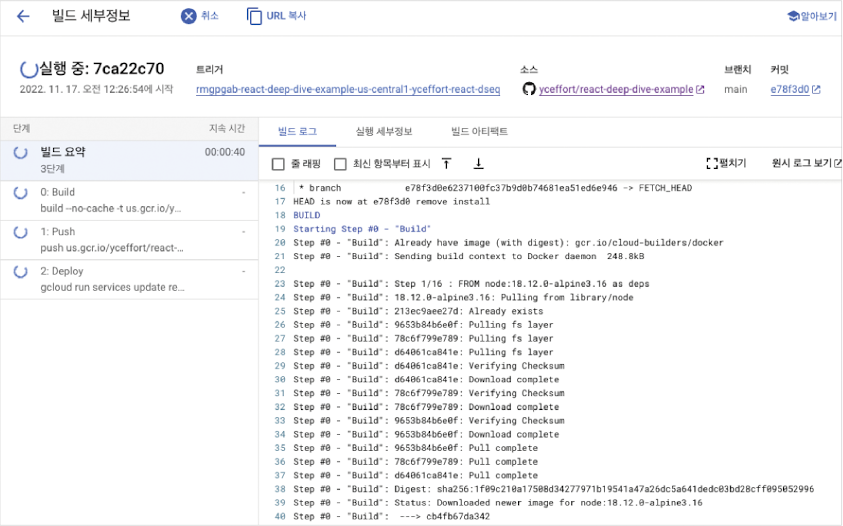 빌드 세부정보
취소
URL 복사
알아보기
실행 중: 7ca22c70
2022. 11. 17. 오전 12:26:54에 시작
트리거
rmgpgab-react-deep-dive-example-us-central1-yceffort-react-dseq
소스
yceffort/react-deep-dive-example
브랜치
main
커밋
e78f3d0
단계
지속 시간
빌드 요약
00:00:40
3단계
0: Build
-
build --no-cache -t us.gcr.io/y...
1: Push
-
push us.gcr.io/yceffort/react-...
2: Deploy
-
gcloud run services update re...
빌드 로그
실행 세부정보
빌드 아티팩트
줄 래핑
최신 항목부터 표시
펼치기
원시 로그 보기
16 * branch e78f3d0e6237100fc37b9d0b74681ea51ed6e946 -> FETCH_HEAD
17 HEAD is now at e78f3d0 remove install
18 BUILD
19 Starting Step #0 - "Build"
20 Step #0 - "Build": Already have image (with digest): gcr.io/cloud-builders/docker
21 Step #0 - "Build": Sending build context to Docker daemon 248.8kB
22
23 Step #0 - "Build": Step 1/16 : FROM node:18.12.0-alpine3.16 as deps
24 Step #0 - "Build": 18.12.0-alpine3.16: Pulling from library/node
25 Step #0 - "Build": 213ec9aee27d: Already exists
26 Step #0 - "Build": 9653b84b6e0f: Pulling fs layer
27 Step #0 - "Build": 78c6f799e789: Pulling fs layer
28 Step #0 - "Build": d64061ca841e: Pulling fs layer
29 Step #0 - "Build": d64061ca841e: Verifying Checksum
30 Step #0 - "Build": d64061ca841e: Download complete
31 Step #0 - "Build": 78c6f799e789: Verifying Checksum
32 Step #0 - "Build": 78c6f799e789: Download complete
33 Step #0 - "Build": 9653b84b6e0f: Verifying Checksum
34 Step #0 - "Build": 9653b84b6e0f: Download complete
35 Step #0 - "Build": 9653b84b6e0f: Pull complete
36 Step #0 - "Build": 78c6f799e789: Pull complete
37 Step #0 - "Build": d64061ca841e: Pull complete
38 Step #0 - "Build": Digest: sha256:1f09c210a17508d34277971b19541a47a26dc5a641dedc03bd28cff095052996
39 Step #0 - "Build": Status: Downloaded newer image for node:18.12.0-alpine3.16
40 Step #0 - "Build": ---> cb4fb67da342